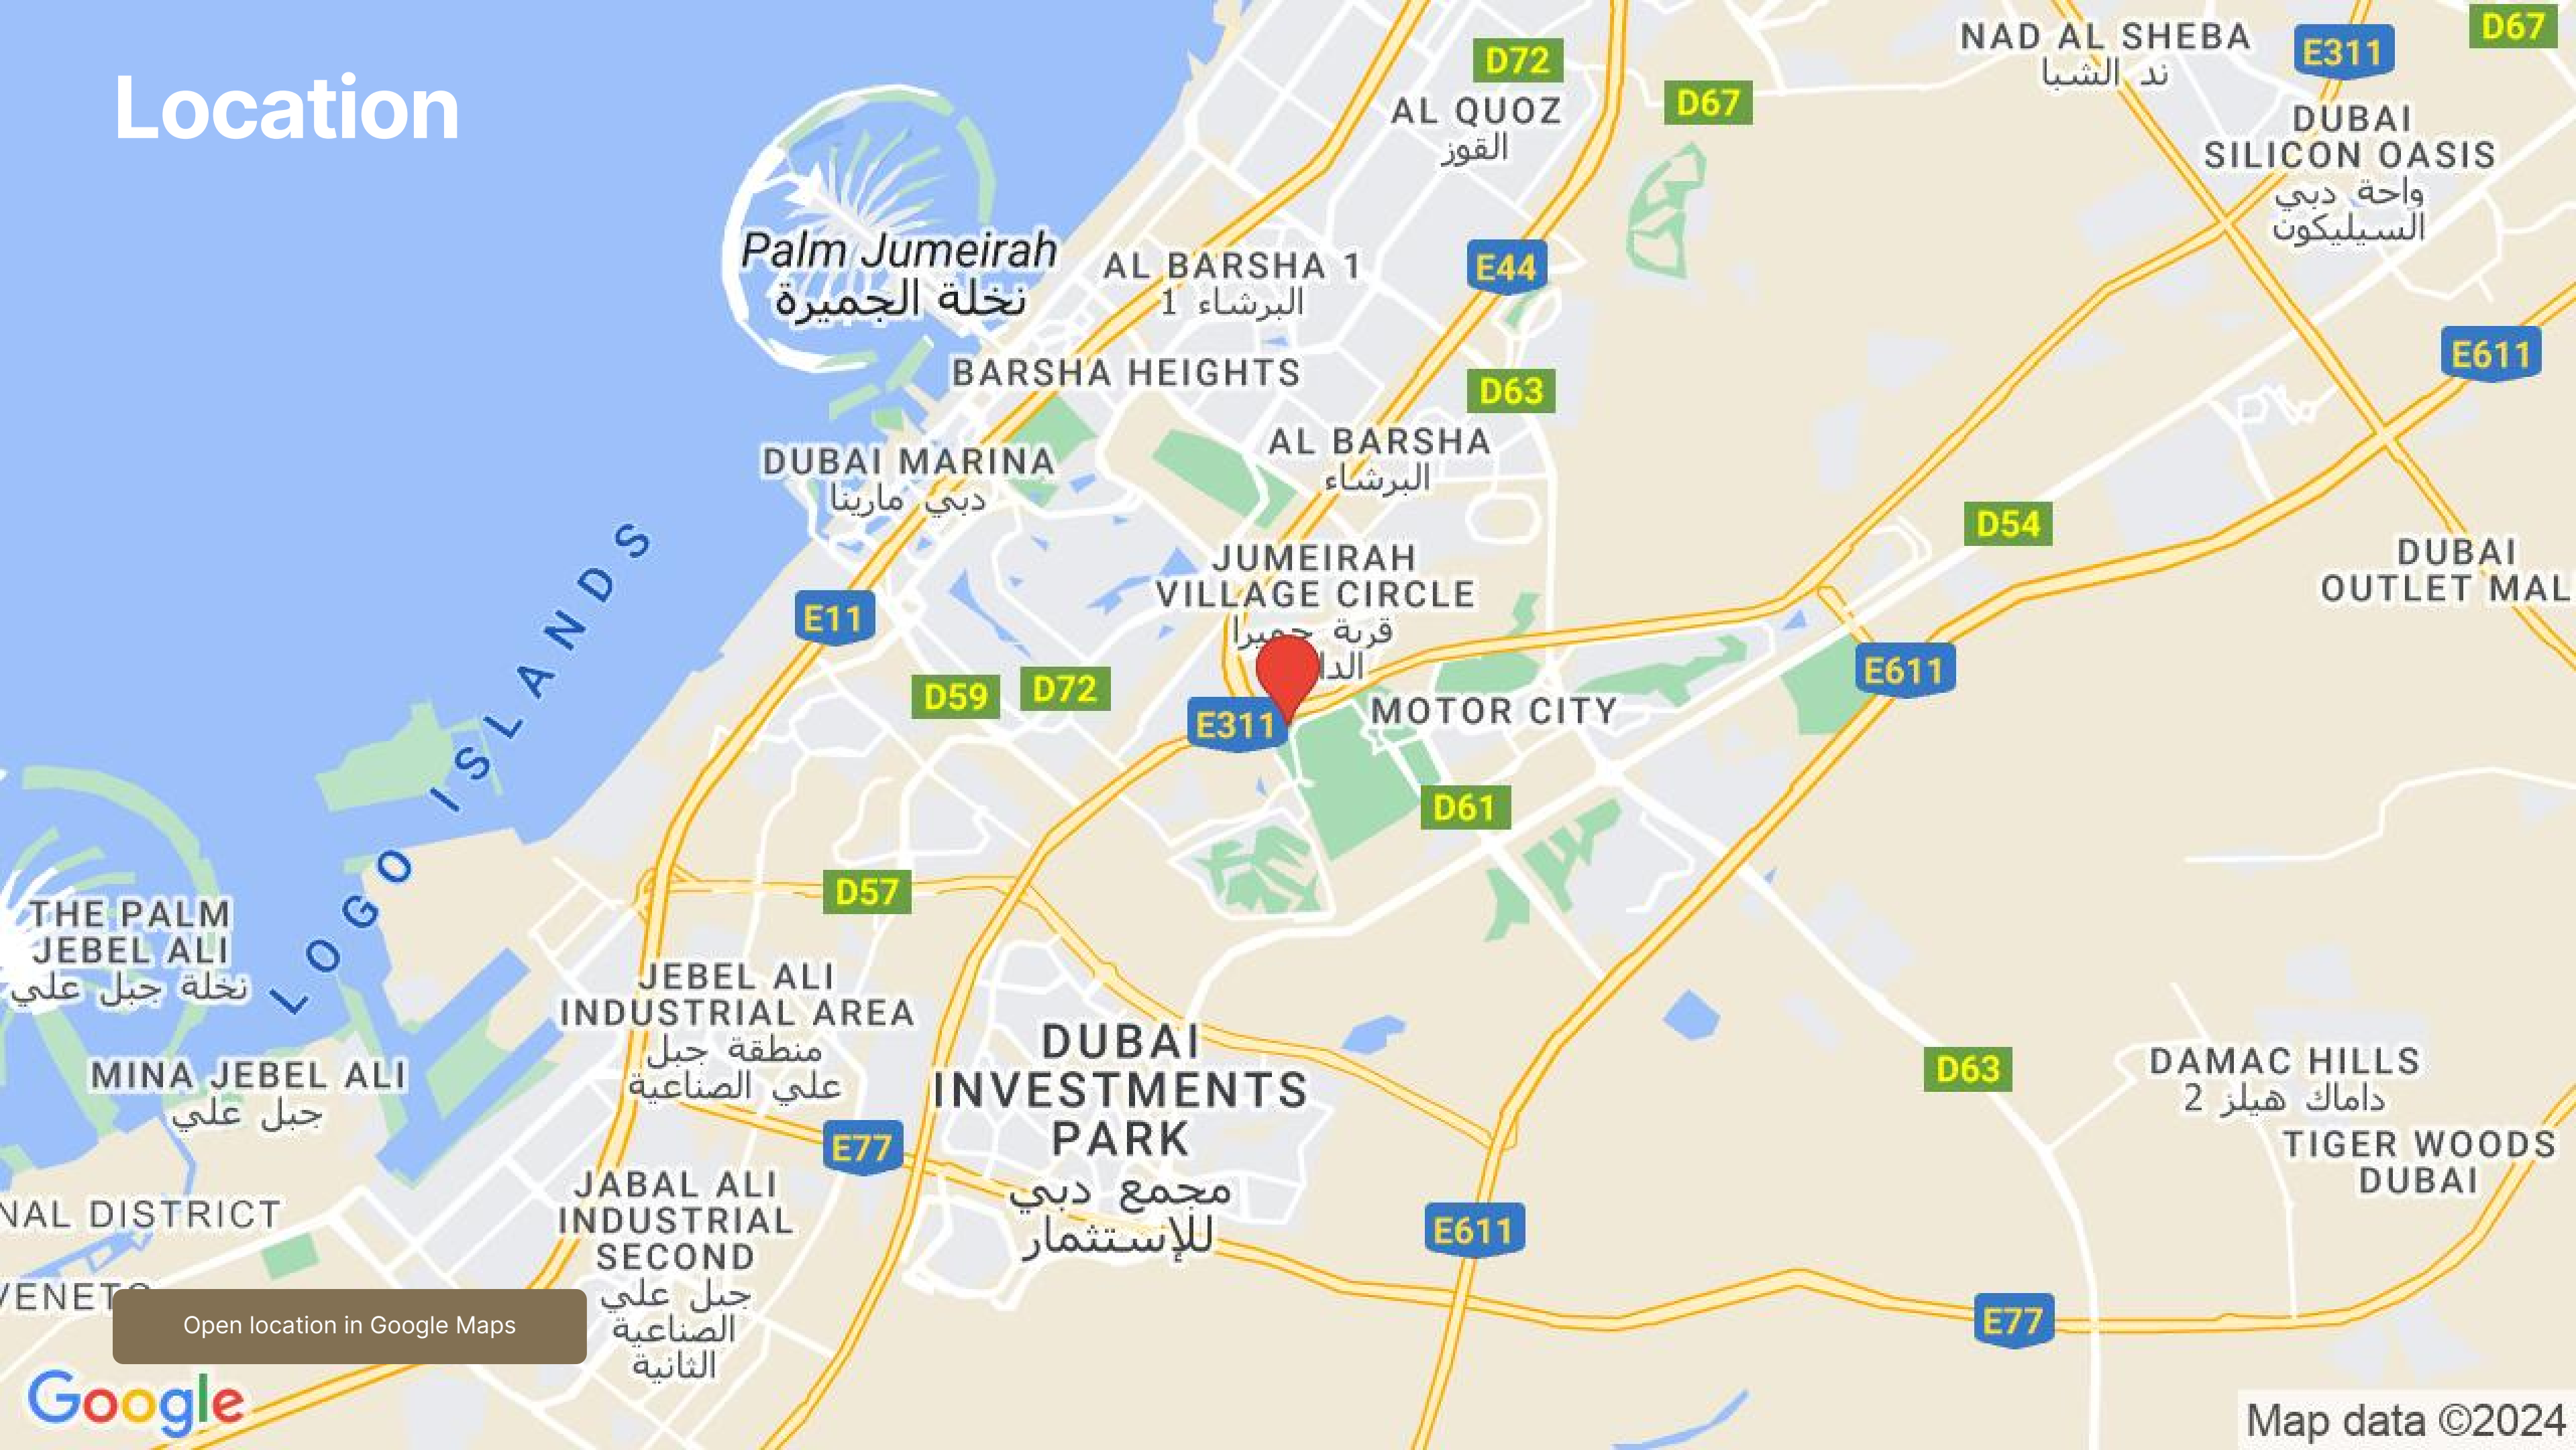 Location
D72
D67
NAD AL SHEBA
ند الشبا
E311
D67
AL QUOZ
القوز
DUBAI
SILICON OASIS
واحة دبي
السيليكون
Palm Jumeirah
نخلة الجميرة
AL BARSHA 1
البرشاء 1
E44
BARSHA HEIGHTS
D63
E611
DUBAI MARINA
دبي مارينا
AL BARSHA
البرشاء
D54
DUBAI
OUTLET MAL
JUMEIRAH
VILLAGE CIRCLE
قرية جميرا
E11
LOGO ISLANDS
D59
D72
E311
MOTOR CITY
E611
D61
D57
THE PALM
JEBEL ALI
نخلة جبل علي
JEBEL ALI
INDUSTRIAL AREA
منطقة جبل
علي الصناعية
DUBAI
INVESTMENTS
PARK
مجمع دبي
للإستثمار
MINA JEBEL ALI
جبل علي
D63
DAMAC HILLS
داماك هيلز 2
TIGER WOODS
DUBAI
E77
JABAL ALI
INDUSTRIAL
SECOND
جبل علي
الصناعية
الثانية
NAL DISTRICT
E611
E77
Open location in Google Maps
Google
Map data ©2024